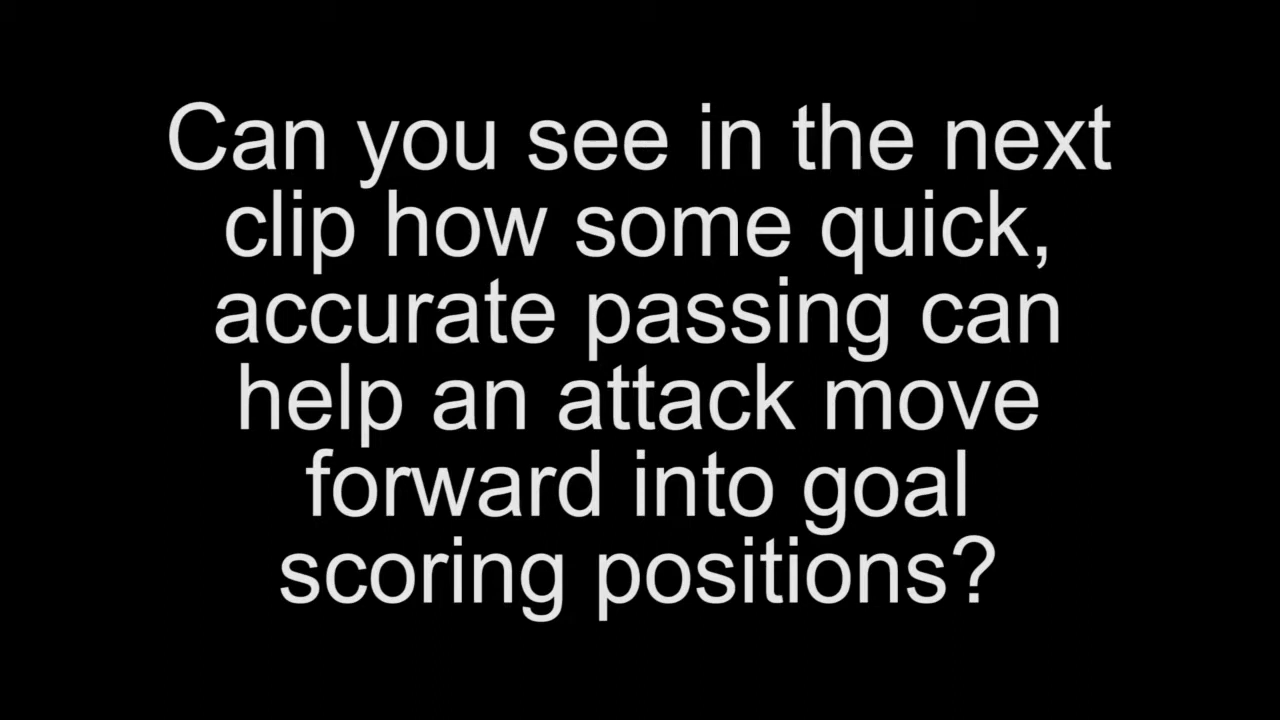 Can you see in the next
clip how some quick,
accurate passing can
help an attack move
forward into goal
scoring positions?